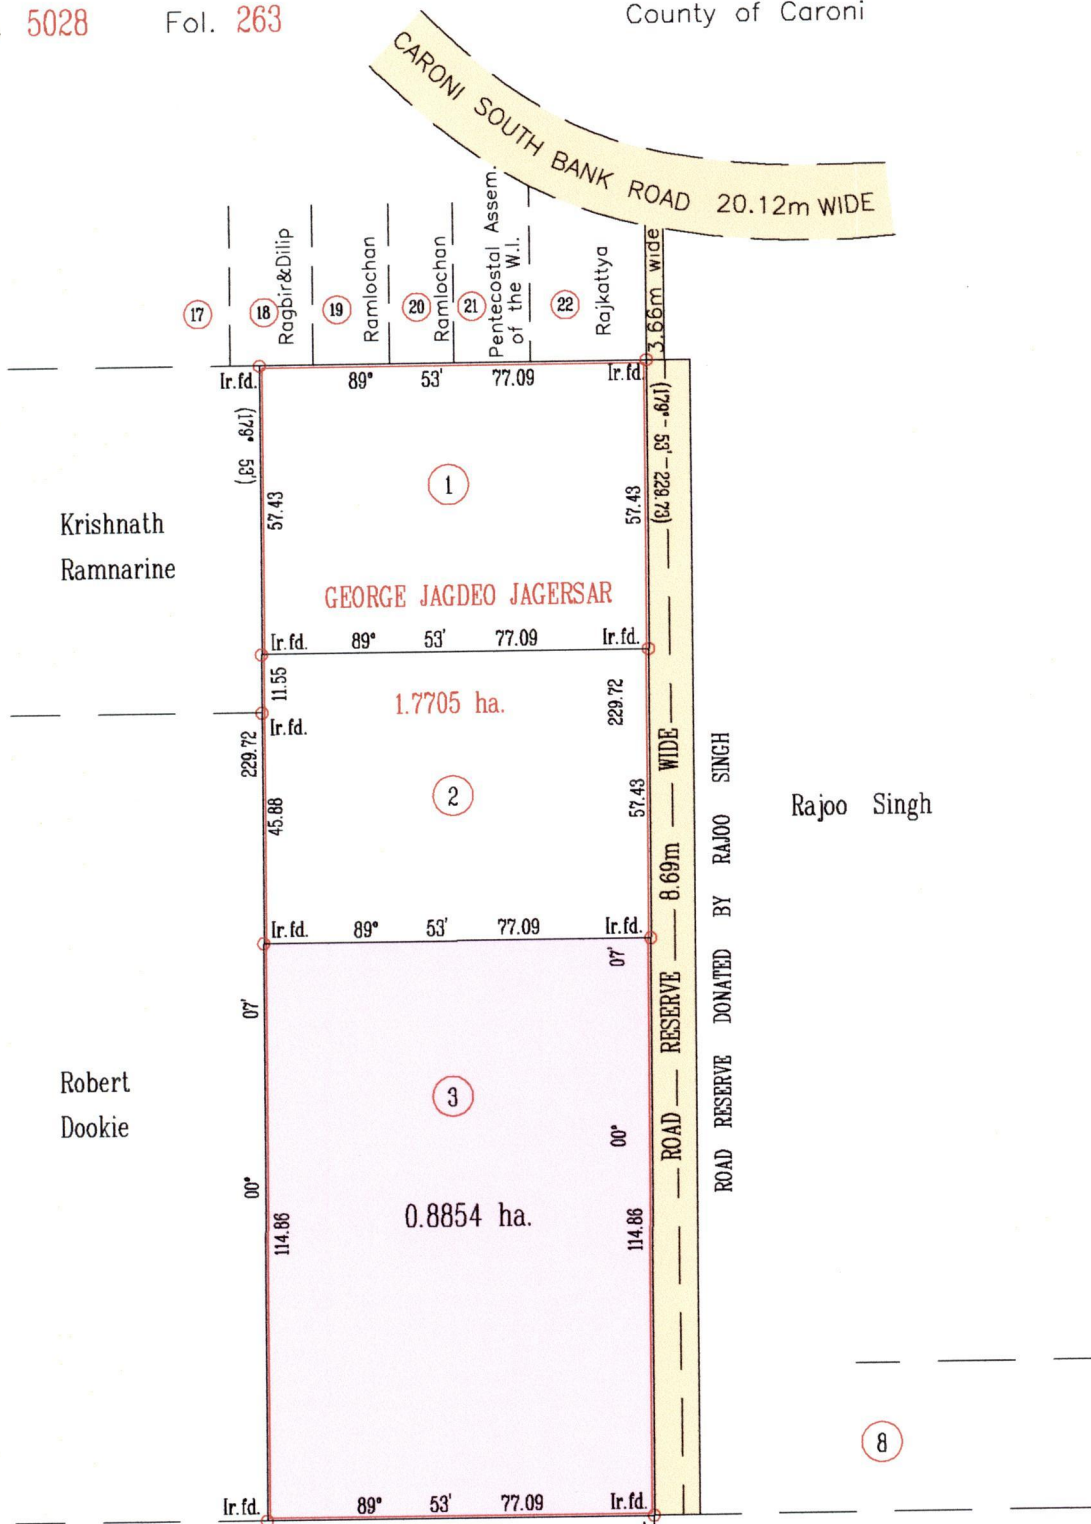 5028 Fol. 263
County of Caroni
CARONI SOUTH BANK ROAD 20.12m WIDE
17
18
Ragbir&Dilip
19
Ramlochan
20
Ramlochan
21
Pentecostal Assem.
of the W.I.
22
Rajkattya
3.66m wide
Ir.fd. 89° 53' 77.09 Ir.fd.
(179° 53')
(179°- 53'- 229.73)
57.43
1
57.43
Krishnath
Ramnarine
GEORGE JAGDEO JAGERSAR
Ir.fd. 89° 53' 77.09 Ir.fd.
11.55
1.7705 ha.
229.72
Ir.fd.
229.72
45.88
2
57.43
Rajoo Singh
ROAD RESERVE 8.69m WIDE
ROAD RESERVE DONATED BY RAJOO SINGH
Ir.fd. 89° 53' 77.09 Ir.fd.
07'
07'
Robert
Dookie
3
00°
00°
0.8854 ha.
114.86
114.86
8
Ir.fd. 89° 53' 77.09 Ir.fd.